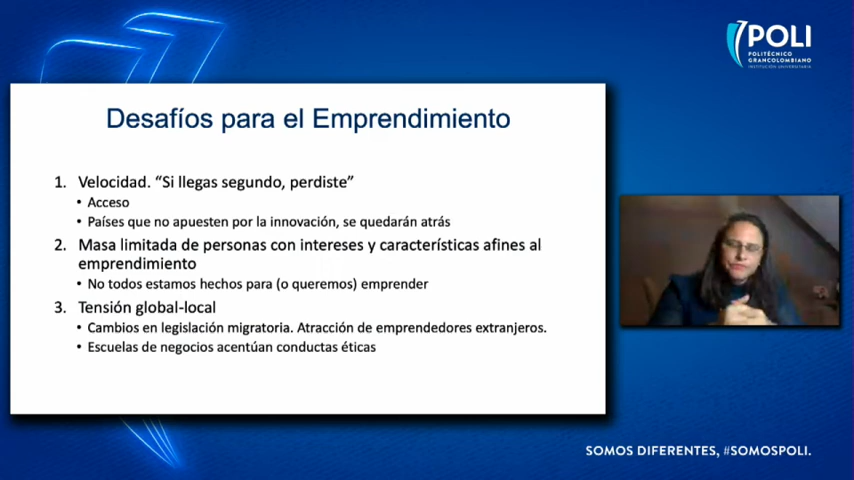 POLI
POLITÉCNICO
GRANCOLOMBIANO
INSTITUCIÓN UNIVERSITARIA
Desafíos para el Emprendimiento
1. Velocidad. “Si llegas segundo, perdiste”
• Acceso
• Países que no apuesten por la innovación, se quedarán atrás
2. Masa limitada de personas con intereses y características afines al
emprendimiento
• No todos estamos hechos para (o queremos) emprender
3. Tensión global-local
• Cambios en legislación migratoria. Atracción de emprendedores extranjeros.
• Escuelas de negocios acentúan conductas éticas
SOMOS DIFERENTES, #SOMOSPOLI.